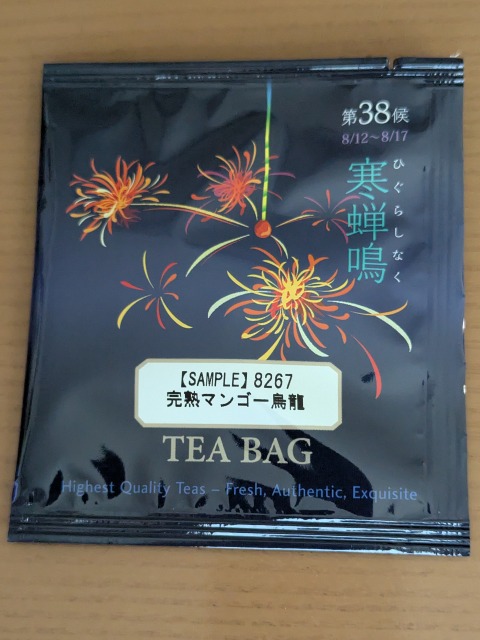 第38候
8/12~8/17
寒蝉鳴
ひぐらしなく
【SAMPLE】8267
完熟マンゴー烏龍
TEA BAG
Highest Quality Teas – Fresh, Authentic, Exquisite